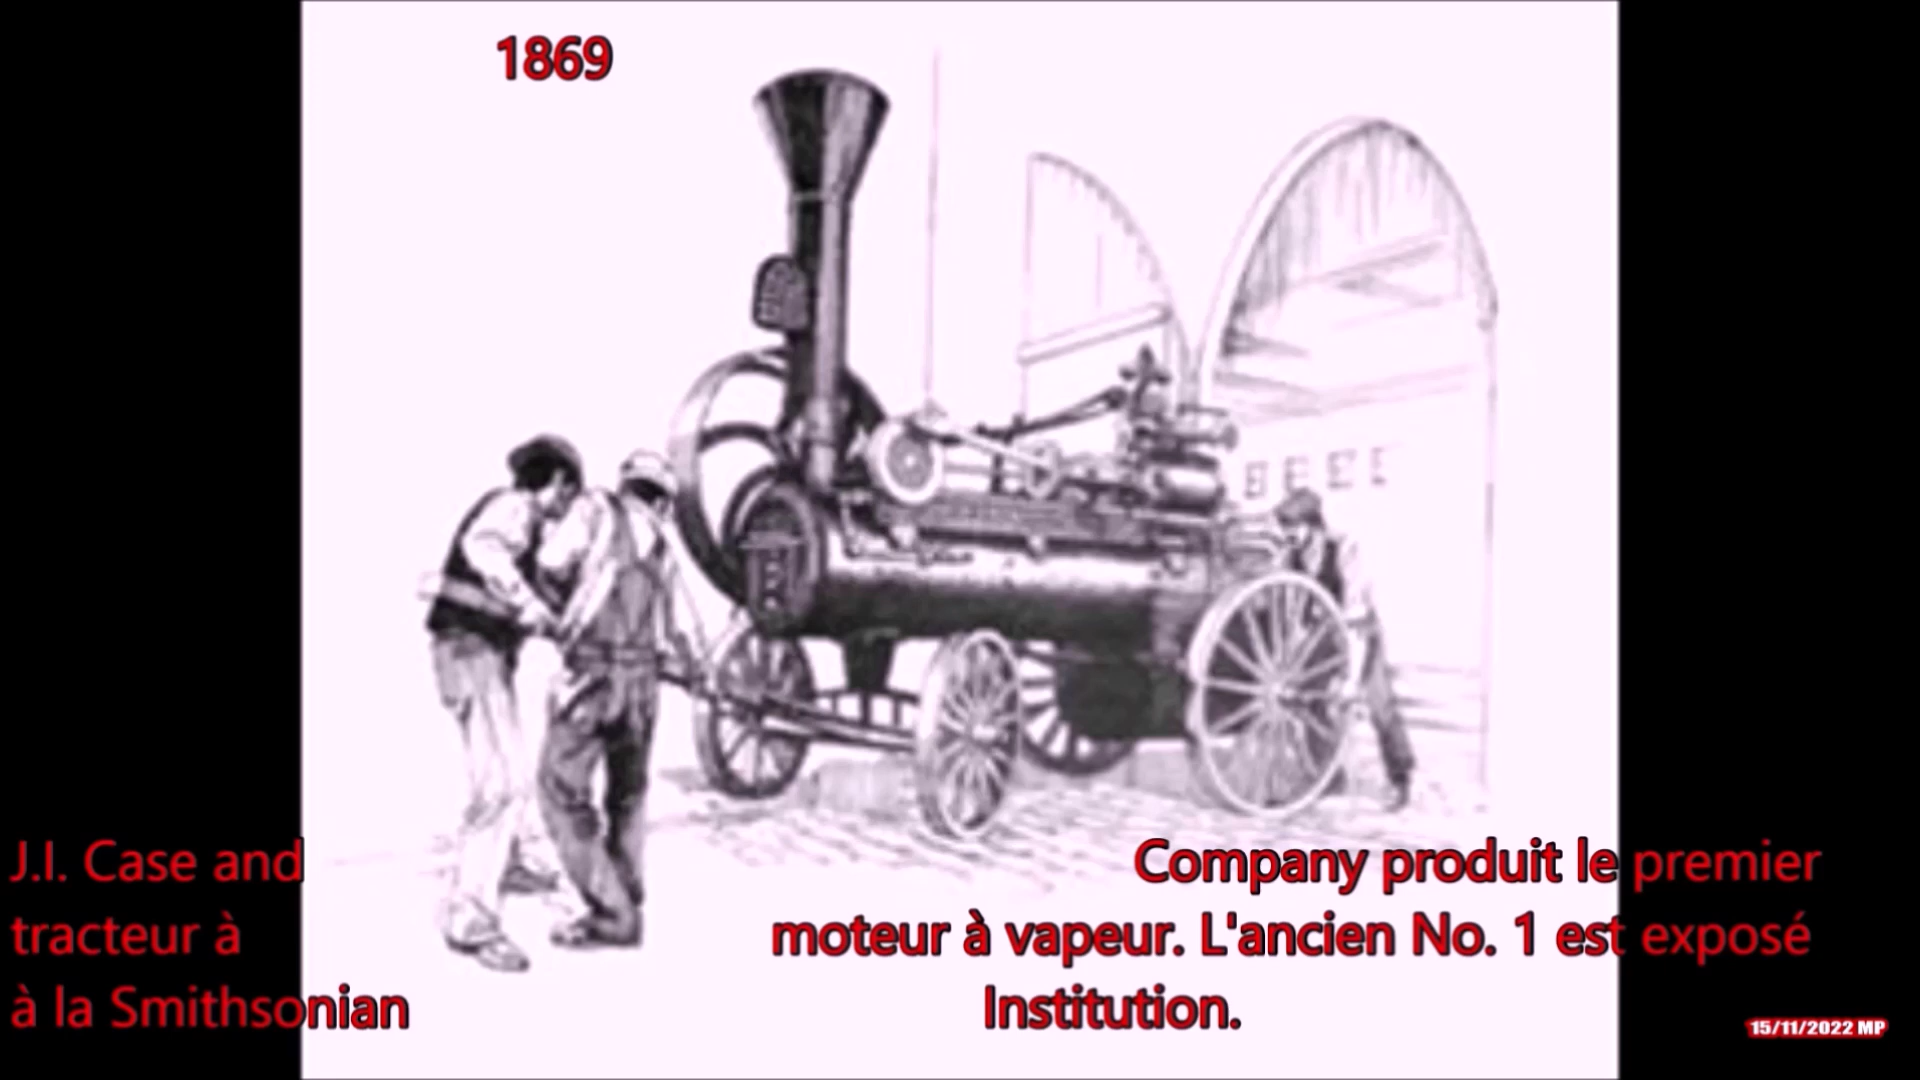 1869
J.I. Case and Company produit le premier
tracteur à moteur à vapeur. L'ancien No. 1 est exposé
à la Smithsonian Institution.
15/11/2022 MP